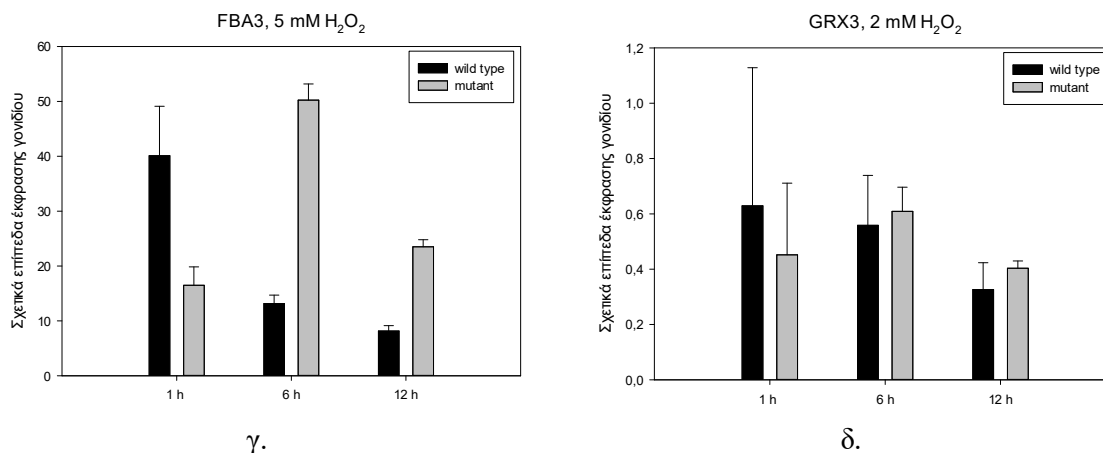 FBA3, 5 mM H₂O₂
Σχετικά επίπεδα έκφρασης γονιδίου
60
50
40
30
20
10
0
wild type
mutant
1 h 6 h 12 h
γ.
GRX3, 2 mM H₂O₂
Σχετικά επίπεδα έκφρασης γονιδίου
1,2
1,0
0,8
0,6
0,4
0,2
0,0
wild type
mutant
1 h 6 h 12 h
δ.